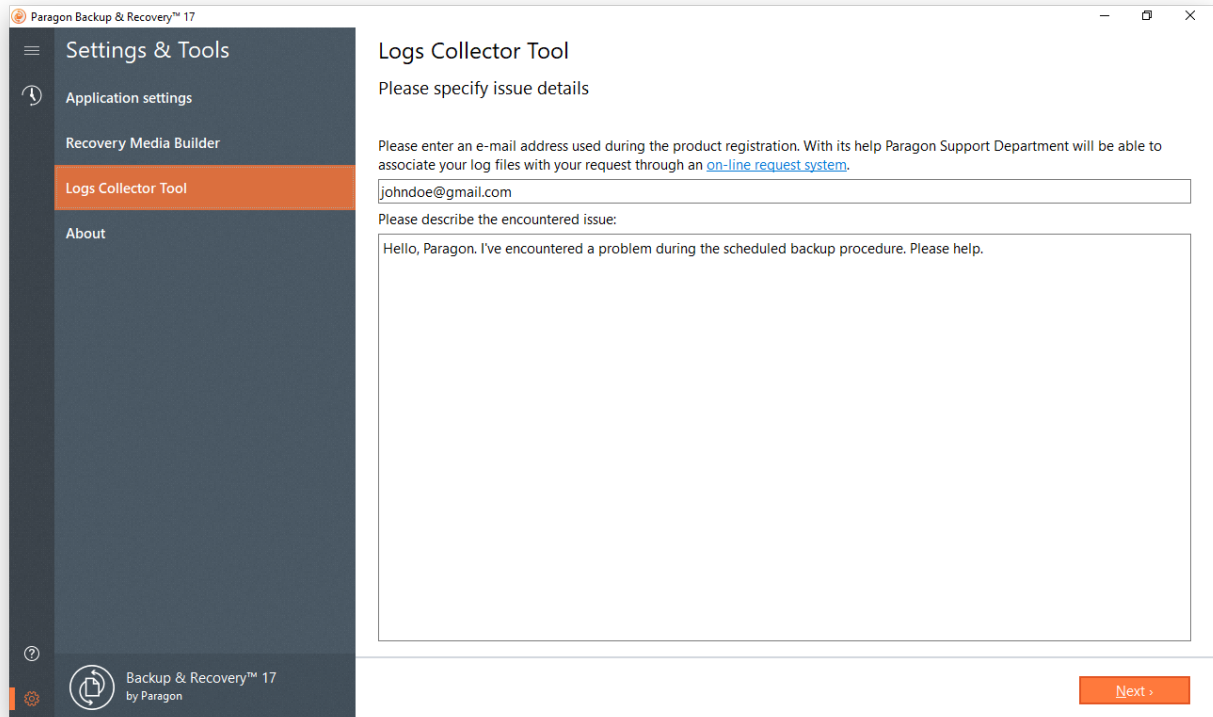 Paragon Backup & Recovery™ 17
Settings & Tools
Application settings
Recovery Media Builder
Logs Collector Tool
About
Backup & Recovery™ 17
by Paragon
Logs Collector Tool
Please specify issue details
Please enter an e-mail address used during the product registration. With its help Paragon Support Department will be able to
associate your log files with your request through an on-line request system.
johndoe@gmail.com
Please describe the encountered issue:
Hello, Paragon. I've encountered a problem during the scheduled backup procedure. Please help.
Next ›